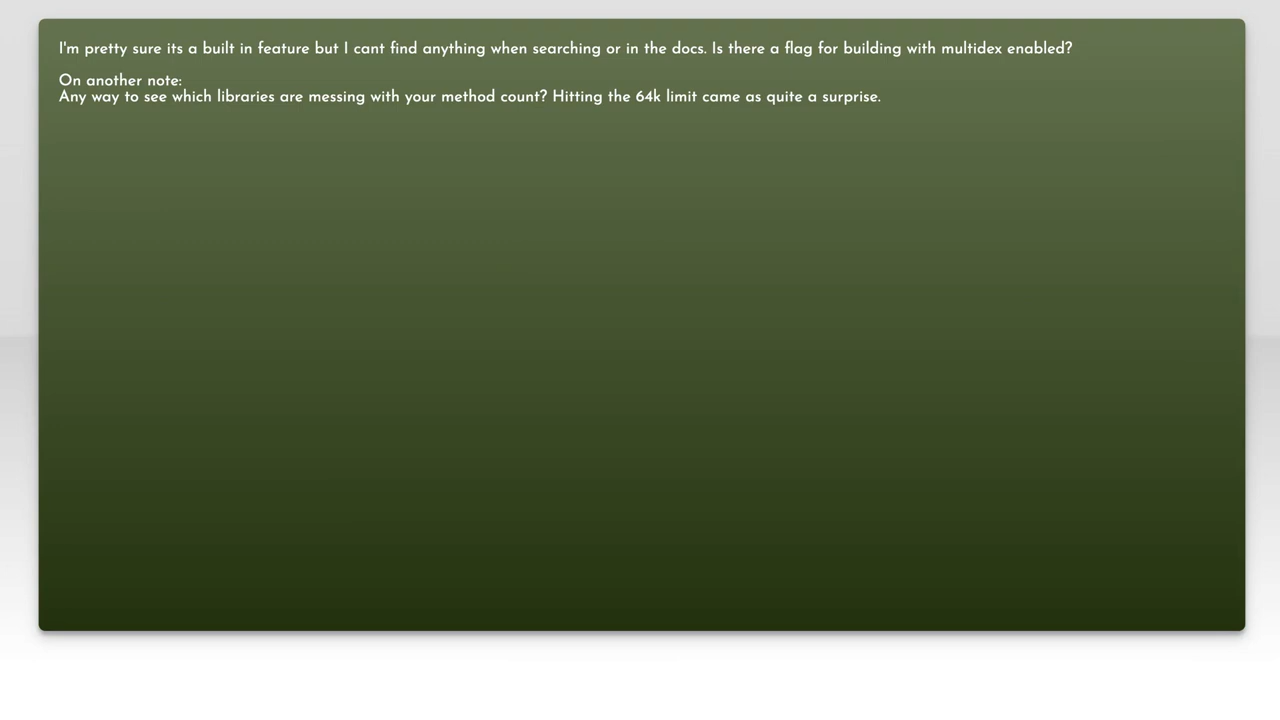 I'm pretty sure its a built in feature but I cant find anything when searching or in the docs. Is there a flag for building with multidex enabled?
On another note:
Any way to see which libraries are messing with your method count? Hitting the 64k limit came as quite a surprise.